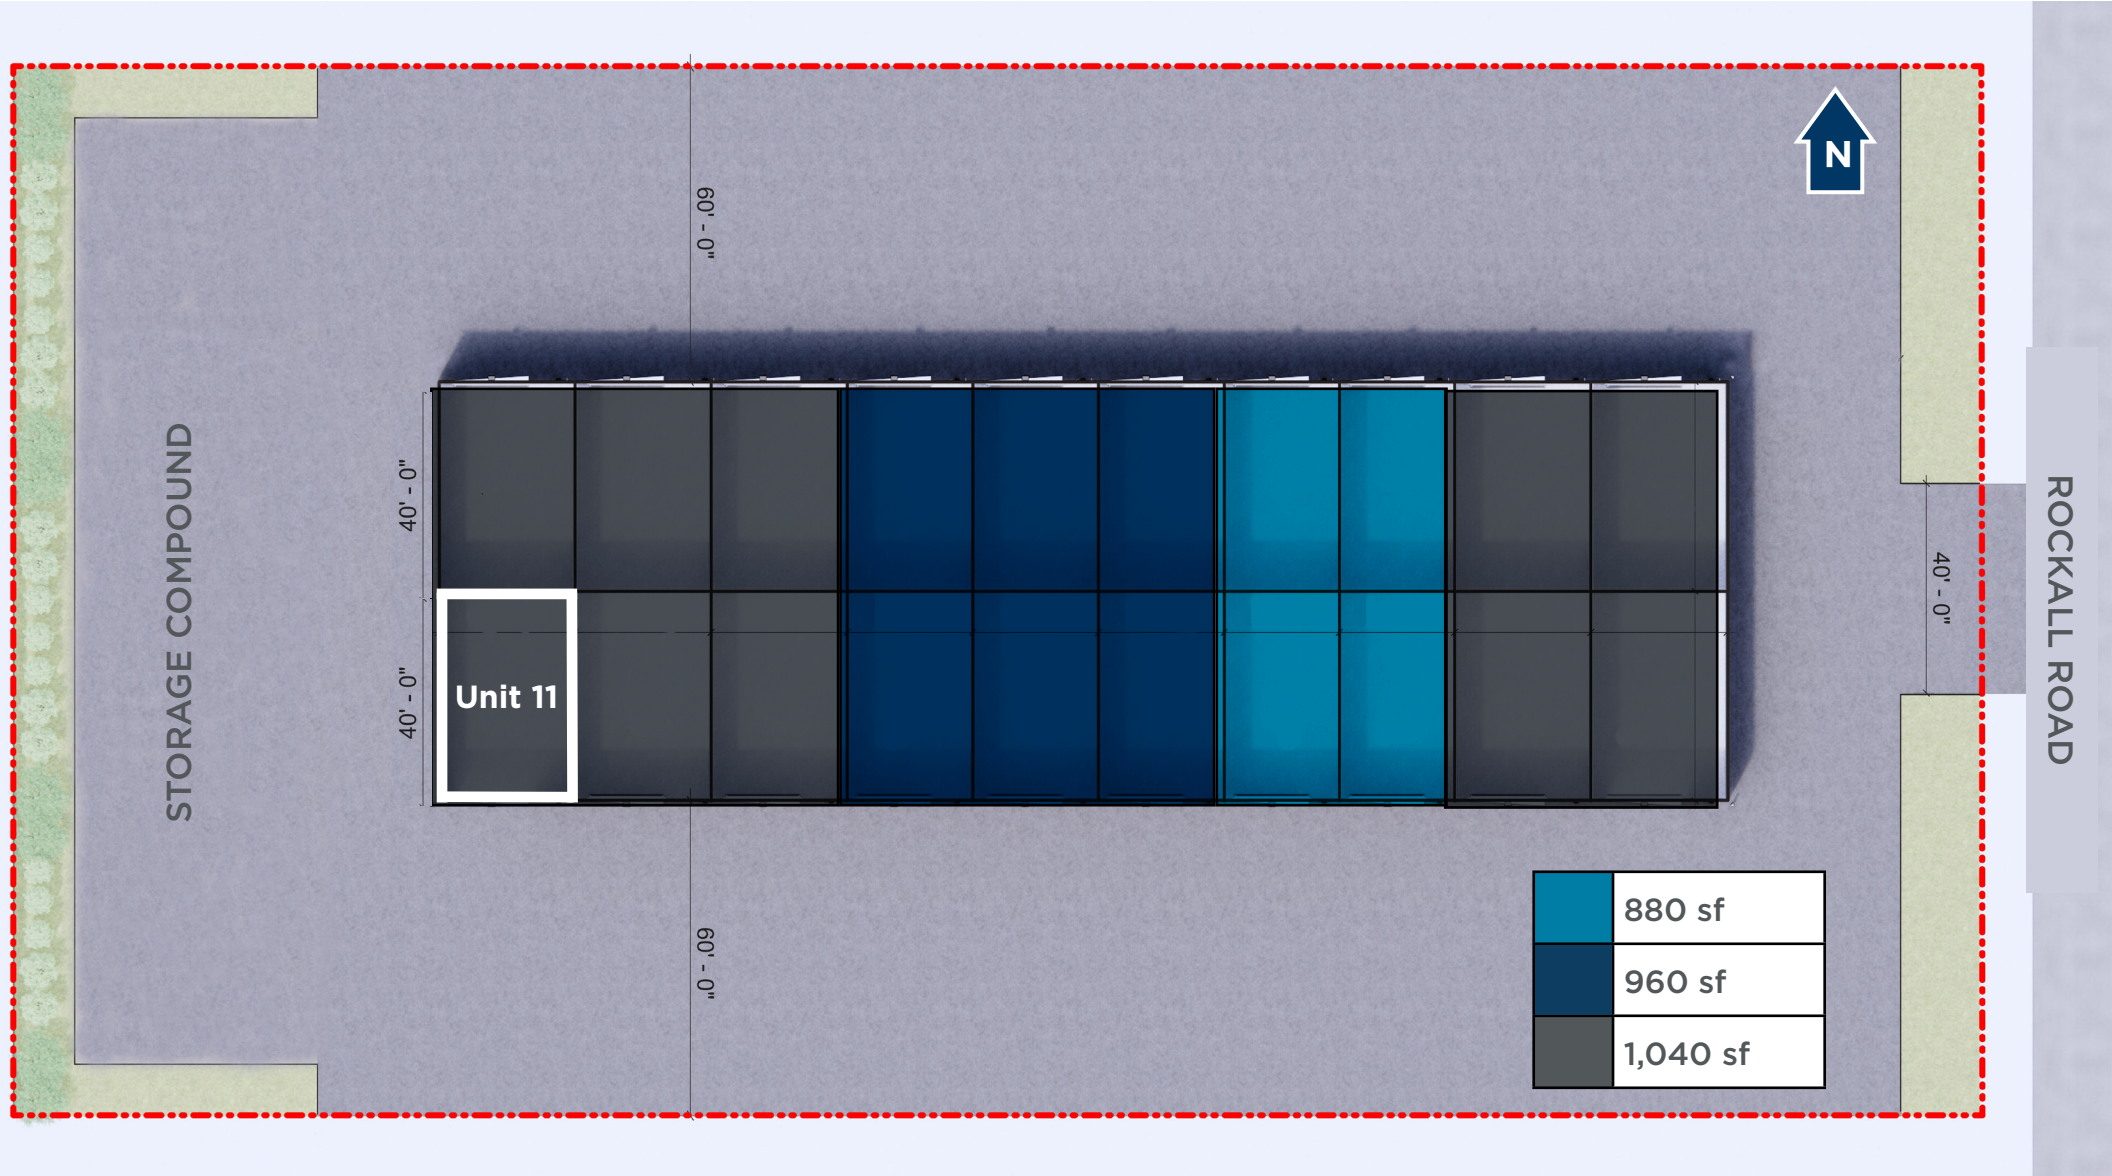 N
60' - 0"
40' - 0"
STORAGE COMPOUND
40' - 0"
ROCKALL ROAD
40' - 0"
Unit 11
60' - 0"
880 sf
960 sf
1,040 sf